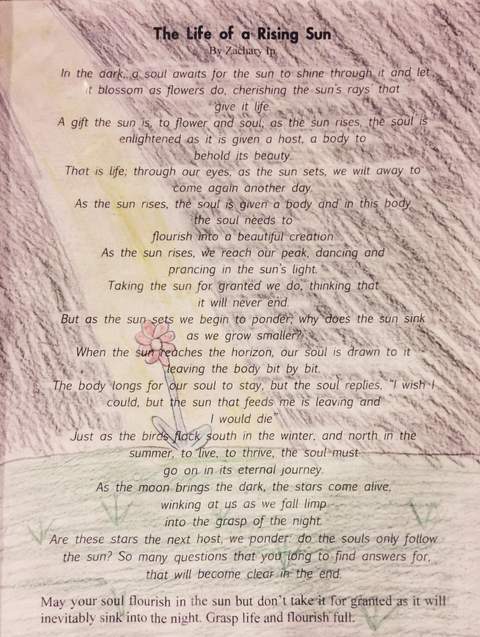 The Life of a Rising Sun
By Zachary In
In the dark, a soul awaits for the sun to shine through it and let
it blossom as flowers do, cherishing the sun's rays that
give it life.
A gift the sun is, to flower and soul; as the sun rises, the soul is
enlightened as it is given a host, a body to
behold its beauty.
That is life; through our eyes, as the sun sets, we wilt away to
come again another day.
As the sun rises, the soul is given a body and in this body
the soul needs to
flourish into a beautiful creation
As the sun rises, we reach our peak, dancing and
prancing in the sun's light.
Taking the sun for granted we do, thinking that
it will never end.
But as the sun sets we begin to ponder; why does the sun sink
as we grow smaller?
When the sun reaches the horizon, our soul is drawn to it
leaving the body bit by bit.
The body longs for our soul to stay, but the soul replies, "I wish I
could, but the sun that feeds me is leaving and
I would die"
Just as the birds flock south in the winter, and north in the
summer, to live, to thrive, the soul must
go on in its eternal journey.
As the moon brings the dark, the stars come alive,
winking at us as we fall limp
into the grasp of the night.
Are these stars the next host, we ponder: do the souls only follow
the sun? So many questions that you long to find answers for,
that will become clear in the end.
May your soul flourish in the sun but don't take it for granted as it will
inevitably sink into the night. Grasp life and flourish full.